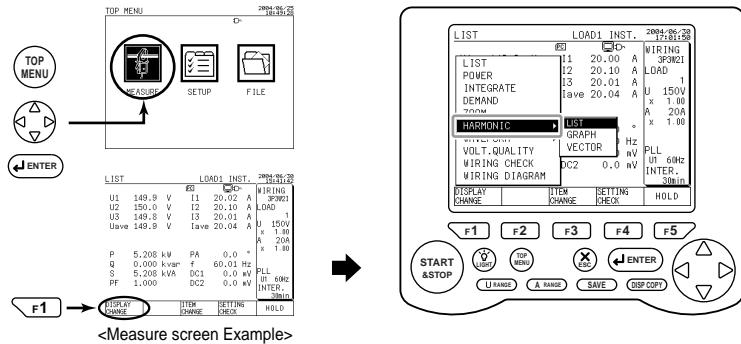 TOP MENU
2004/06/25
10:49:28
MEASURE
SETUP
FILE
TOP
MENU
ENTER
LIST
LOAD1 INST.
2004/06/30
15:41:42
U1 149.9 V I1 20.02 A
U2 150.0 V I2 20.10 A
U3 149.8 V I3 20.01 A
Uave 149.9 V Iave 20.04 A
P 5.208 kW PA 0.0 °
Q 0.000 kvar f 60.01 Hz
S 5.208 kVA DC1 0.0 mV
PF 1.000 DC2 0.0 mV
WIRING
3P3W2I
LOAD
1
U 150V
x 1.00
A 20A
x 1.00
PLL
U1 60Hz
INTER.
30min
DISPLAY
CHANGE
ITEM
CHANGE
SETTING
CHECK
HOLD
F1
<Measure screen Example>
LIST
LOAD1 INST.
2004/06/30
17:01:50
PC
I1 20.00 A
I2 20.10 A
I3 20.01 A
Iave 20.04 A
LIST
POWER
INTEGRATE
DEMAND
ZOOM
HARMONIC
WAVEFORM
VOLT.QUALITY
WIRING CHECK
WIRING DIAGRAM
LIST
GRAPH
VECTOR
°
Hz
mV
DC2 0.0 mV
WIRING
3P3W2I
LOAD
1
U 150V
x 1.00
A 20A
x 1.00
PLL
U1 60Hz
INTER.
30min
DISPLAY
CHANGE
ITEM
CHANGE
SETTING
CHECK
HOLD
F1 F2 F3 F4 F5
START
&STOP
LIGHT
TOP
MENU
ESC
ENTER
U RANGE
A RANGE
SAVE
DISP COPY